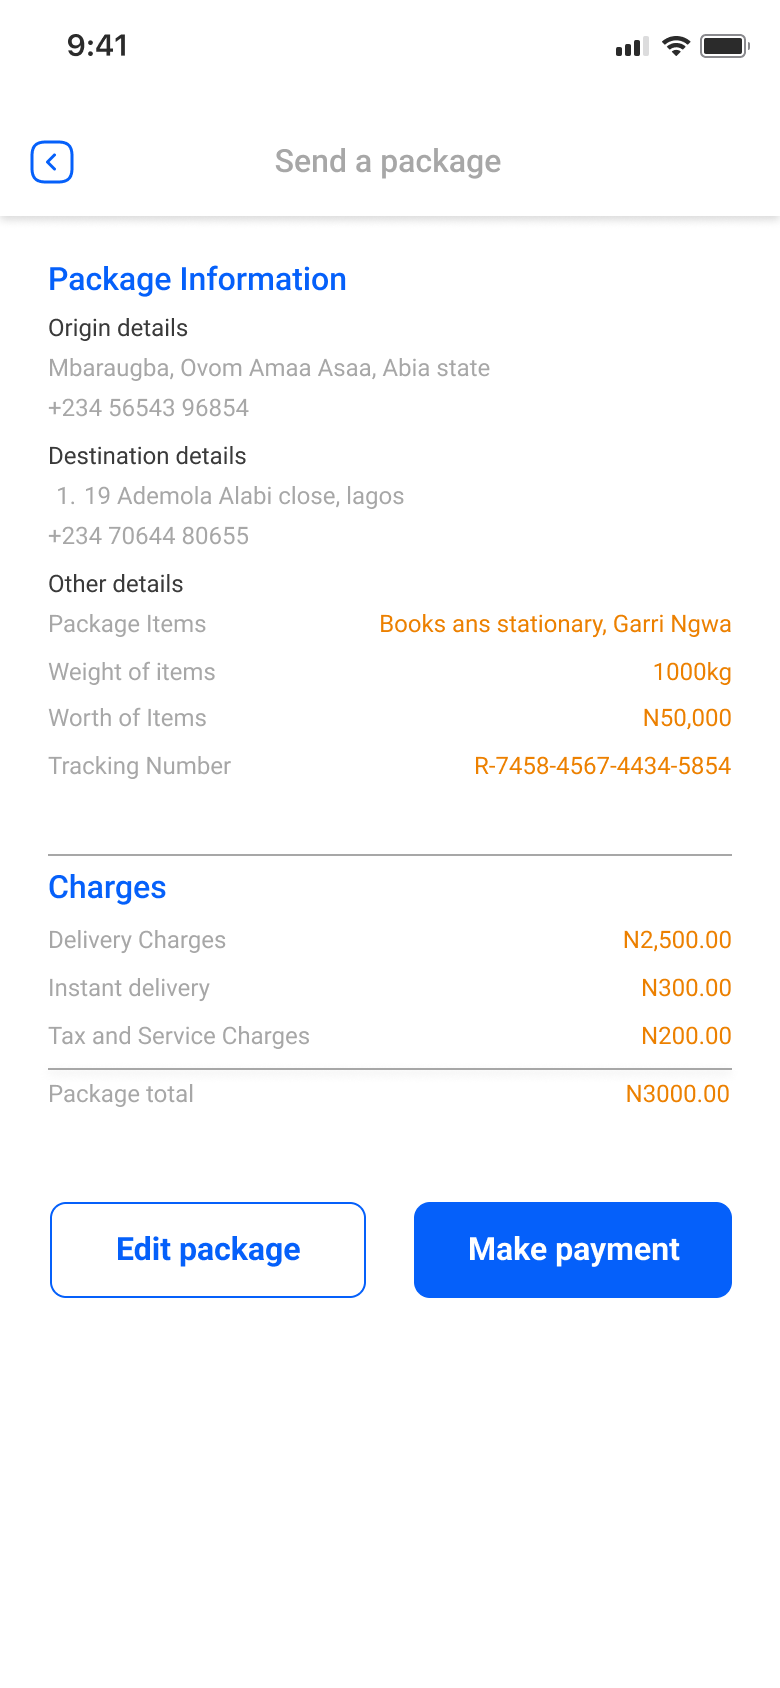 9:41
Send a package
Package Information
Origin details
Mbaraugba, Ovom Amaa Asaa, Abia state
+234 56543 96854
Destination details
1. 19 Ademola Alabi close, lagos
+234 70644 80655
Other details
Package Items Books ans stationary, Garri Ngwa
Weight of items 1000kg
Worth of Items N50,000
Tracking Number R-7458-4567-4434-5854
Charges
Delivery Charges N2,500.00
Instant delivery N300.00
Tax and Service Charges N200.00
Package total N3000.00
Edit package Make payment